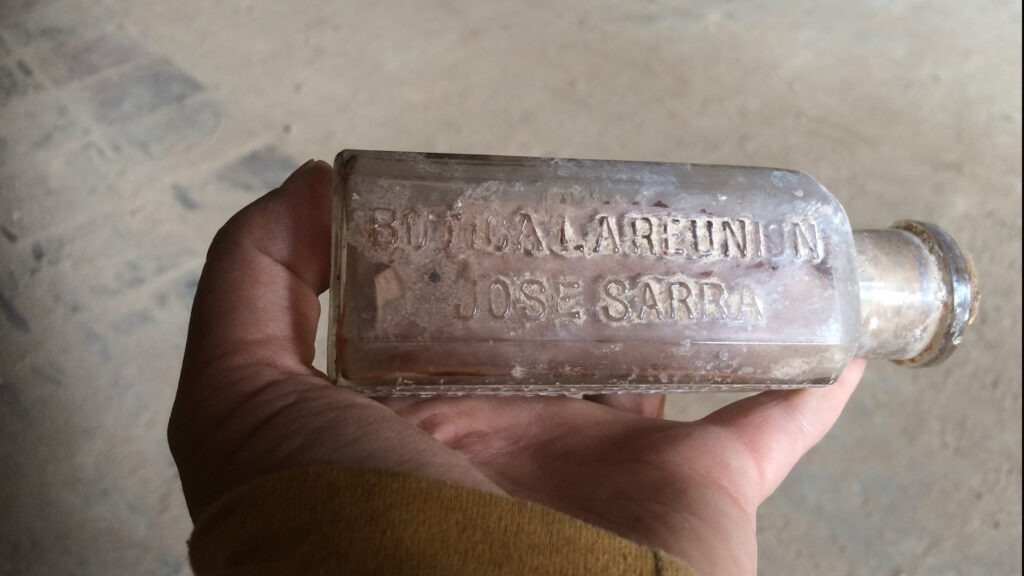 BOTICA LA REUNION
JOSE SARRA